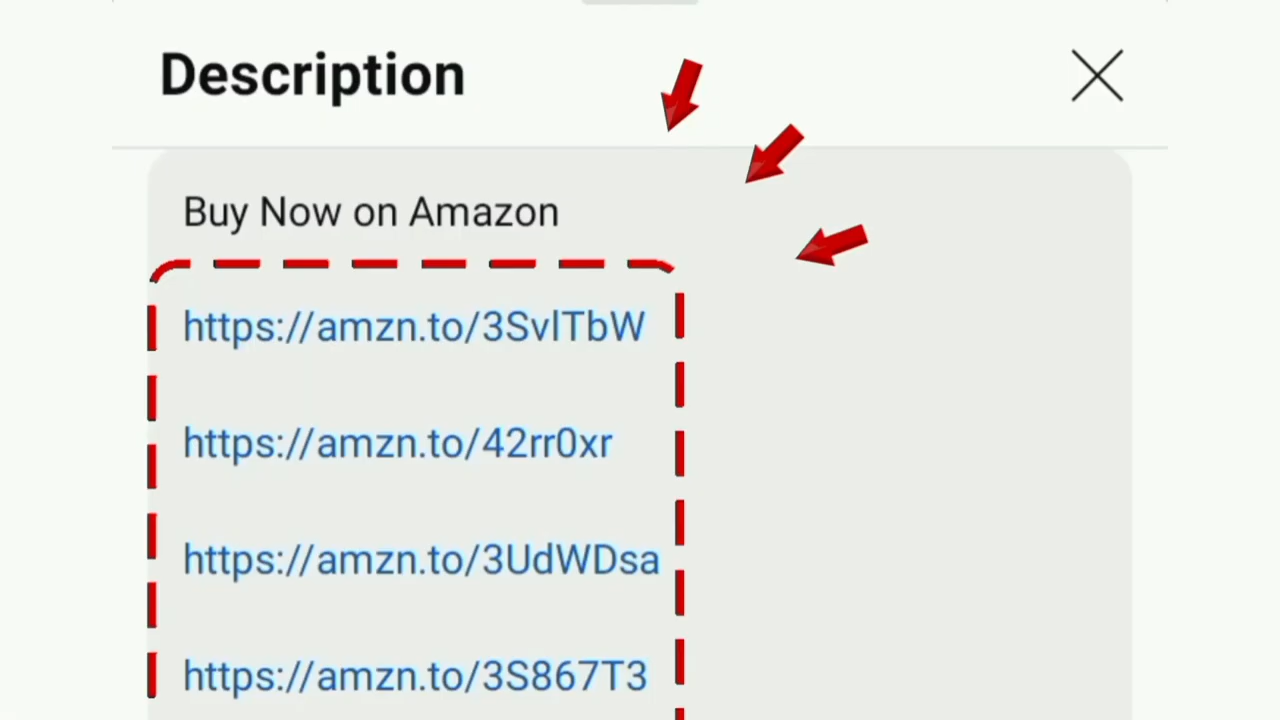 Description
Buy Now on Amazon
https://amzn.to/3SvlTbW
https://amzn.to/42rr0xr
https://amzn.to/3UdWDsa
https://amzn.to/3S867T3